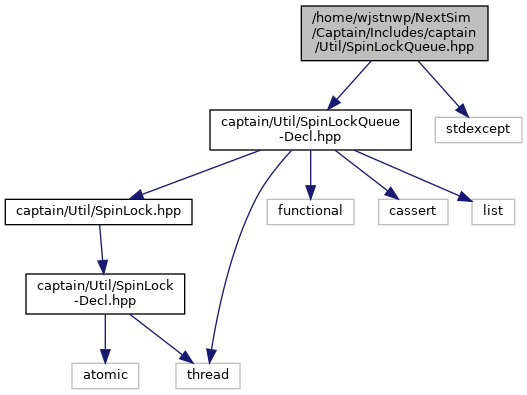 /home/wjstnwp/NextSim
/Captain/Includes/captain
/Util/SpinLockQueue.hpp
captain/Util/SpinLockQueue
-Decl.hpp
stdexcept
captain/Util/SpinLock.hpp
functional
cassert
list
captain/Util/SpinLock
-Decl.hpp
atomic
thread